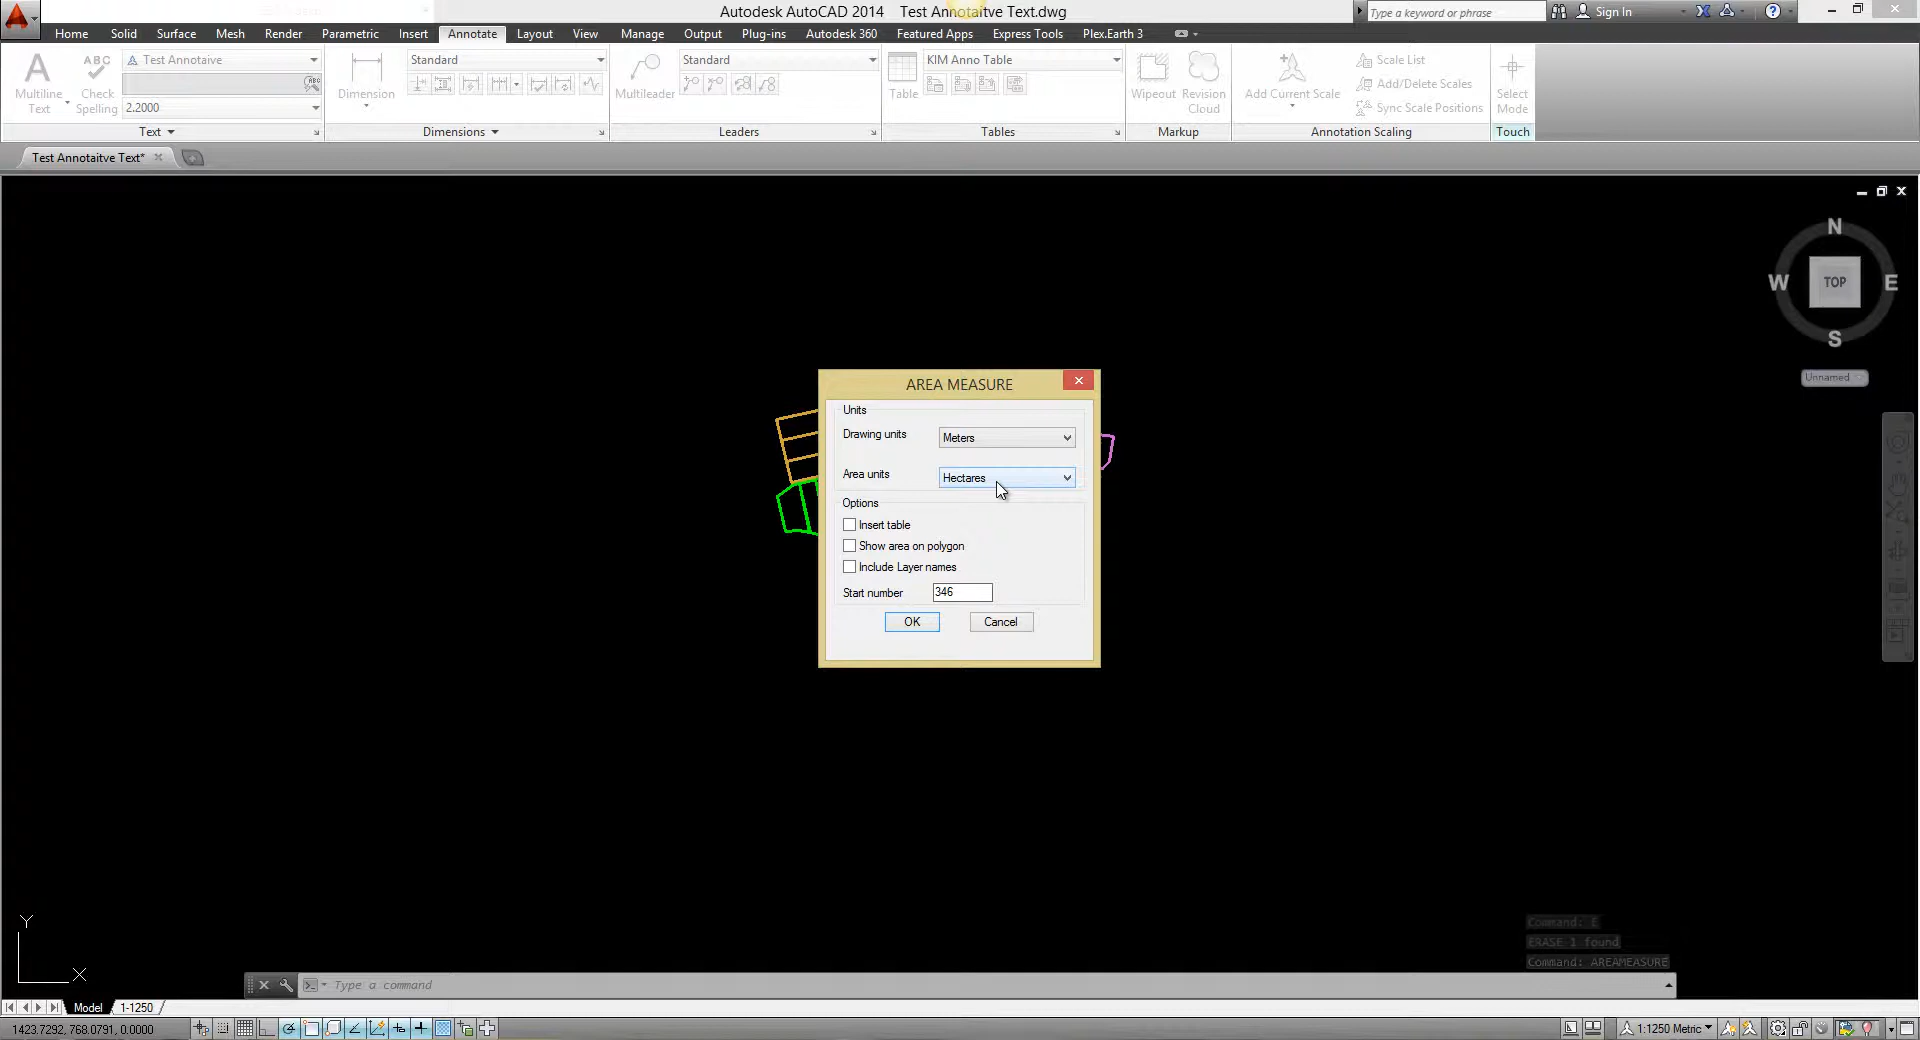 Autodesk AutoCAD 2014 Test Annotaitve Text.dwg
Type a keyword or phrase
Sign In
Home Solid Surface Mesh Render Parametric Insert Annotate Layout View Manage Output Plug-ins Autodesk 360 Featured Apps Express Tools Plex.Earth 3
A Multiline Text
ABC Check Spelling
Test Annotaive
2.2000
Text
Dimension
Standard
Dimensions
Multileader
Standard
Leaders
Table
KIM Anno Table
Tables
Wipeout
Revision Cloud
Markup
Add Current Scale
Scale List
Add/Delete Scales
Sync Scale Positions
Annotation Scaling
Select Mode
Touch
Test Annotaitve Text*
N
W TOP E
S
Unnamed
AREA MEASURE
Units
Drawing units Meters
Area units Hectares
Options
Insert table
Show area on polygon
Include Layer names
Start number 346
OK Cancel
Y
X
Command: E
ERASE 1 found
Command: AREAMEASURE
Type a command
Model 1-1250
1423.7292, 768.0791, 0.0000
1:1250 Metric